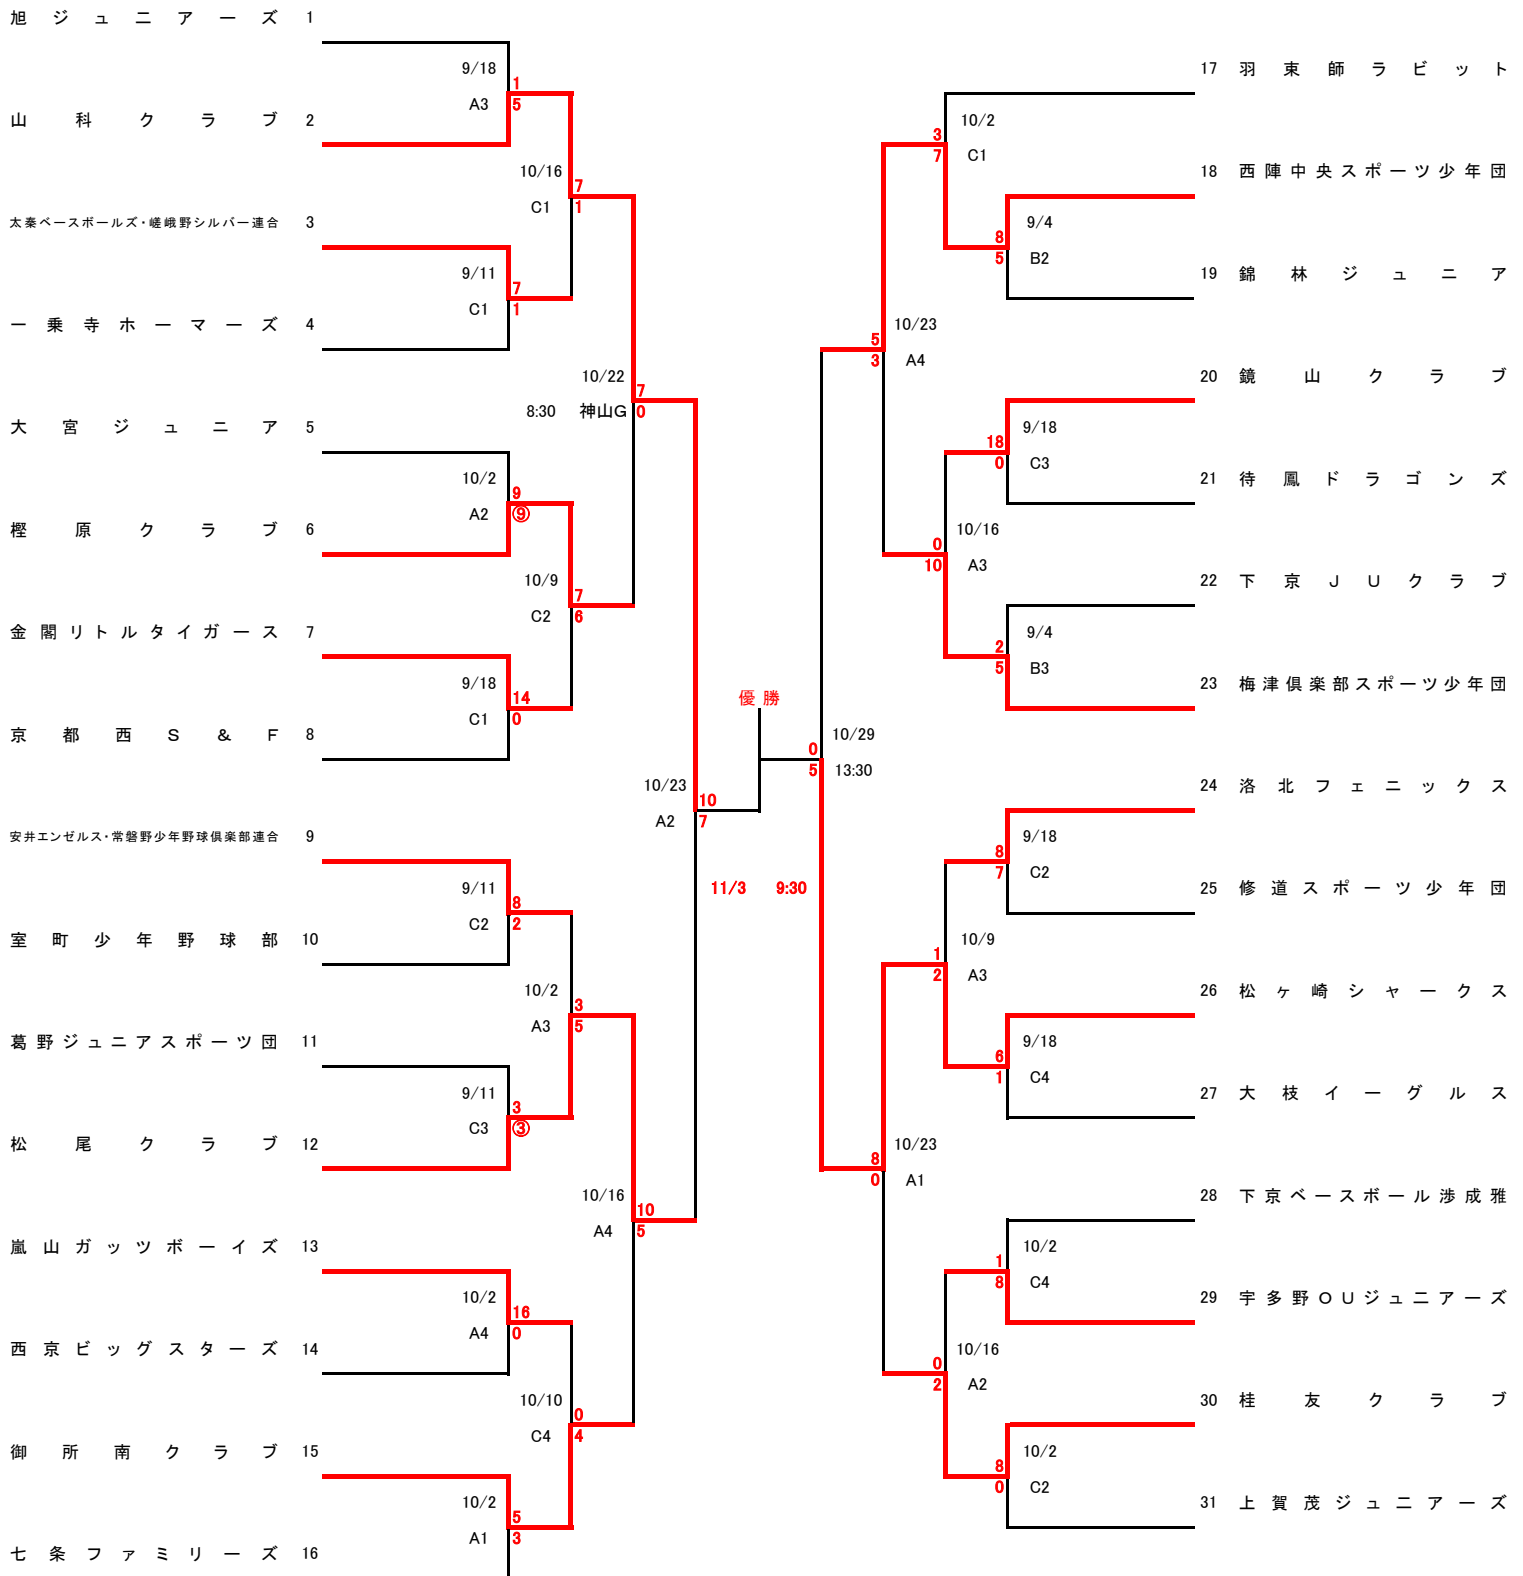 旭ジュニアーズ 1
9/18
1
A3
5
山科クラブ 2
10/16
7
C1
1
太秦ベースボールズ・嵯峨野シルバー連合 3
9/11
7
C1
1
一乗寺ホーマーズ 4
10/22
7
8:30 神山G
0
大宮ジュニア 5
10/2
9
A2
⑨
樫原クラブ 6
10/9
7
C2
6
金閣リトルタイガース 7
9/18
14
C1
0
京都西S&F 8
10/23
10
A2
7
安井エンゼルス・常磐野少年野球倶楽部連合 9
9/11
8
C2
2
室町少年野球部 10
10/2
3
A3
5
葛野ジュニアスポーツ団 11
9/11
3
C3
③
松尾クラブ 12
10/16
10
A4
5
嵐山ガッツボーイズ 13
10/2
16
A4
0
西京ビッグスターズ 14
10/10
0
C4
4
御所南クラブ 15
10/2
5
A1
3
七条ファミリーズ 16
優勝
11/3 9:30
10/29
0
13:30
5
17 羽束師ラビット
10/2
3
C1
7
18 西陣中央スポーツ少年団
9/4
8
B2
5
19 錦林ジュニア
10/23
5
A4
3
20 鏡山クラブ
9/18
18
C3
0
21 待鳳ドラゴンズ
10/16
0
A3
10
22 下京JUクラブ
9/4
2
B3
5
23 梅津倶楽部スポーツ少年団
24 洛北フェニックス
9/18
8
C2
7
25 修道スポーツ少年団
10/9
1
A3
2
26 松ヶ崎シャークス
9/18
6
C4
1
27 大枝イーグルス
10/23
8
A1
0
28 下京ベースボール渉成雅
10/2
1
C4
8
29 宇多野OUジュニアーズ
10/16
0
A2
2
30 桂友クラブ
10/2
8
C2
0
31 上賀茂ジュニアーズ